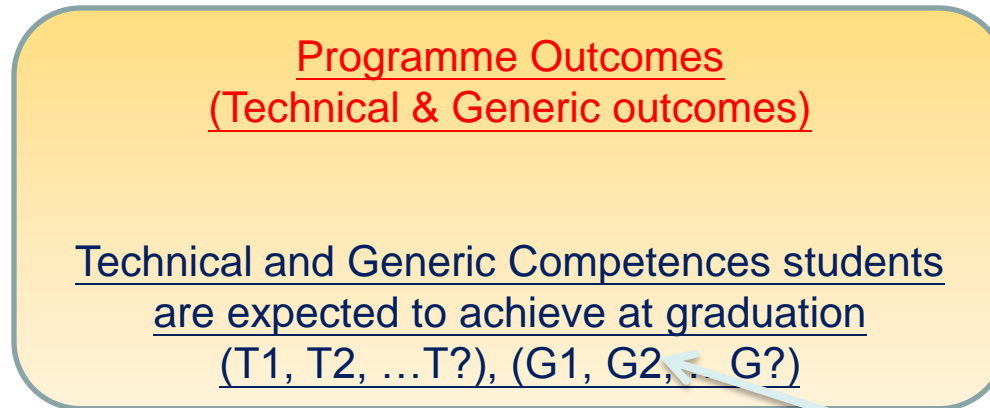 Programme Outcomes
(Technical & Generic outcomes)
Technical and Generic Competences students
are expected to achieve at graduation
(T1, T2, …T?), (G1, G2, .. G?)